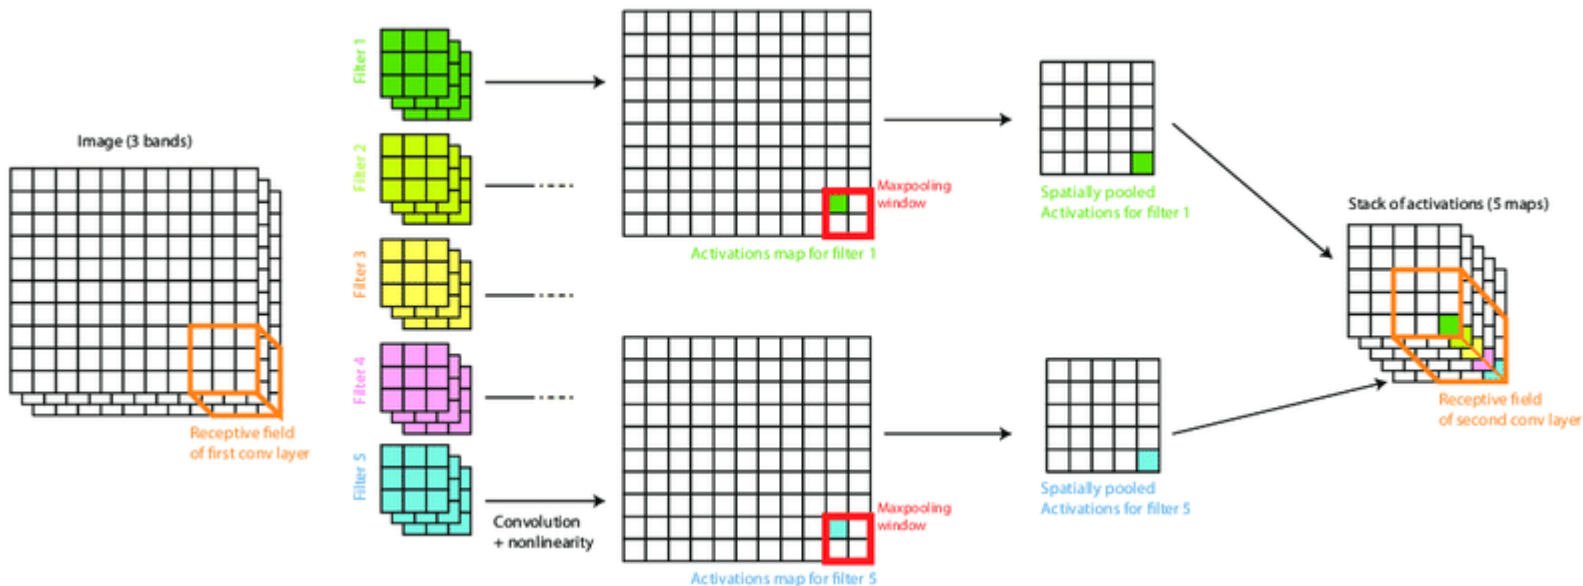 Image (3 bands)
Receptive field
of first conv layer
Filter 1
Filter 2
Filter 3
Filter 4
Filter 5
Convolution
+ nonlinearity
Maxpooling
window
Activations map for filter 1
Maxpooling
window
Activations map for filter 5
Spatially pooled
Activations for filter 1
Spatially pooled
Activations for filter 5
Stack of activations (5 maps)
Receptive field
of second conv layer